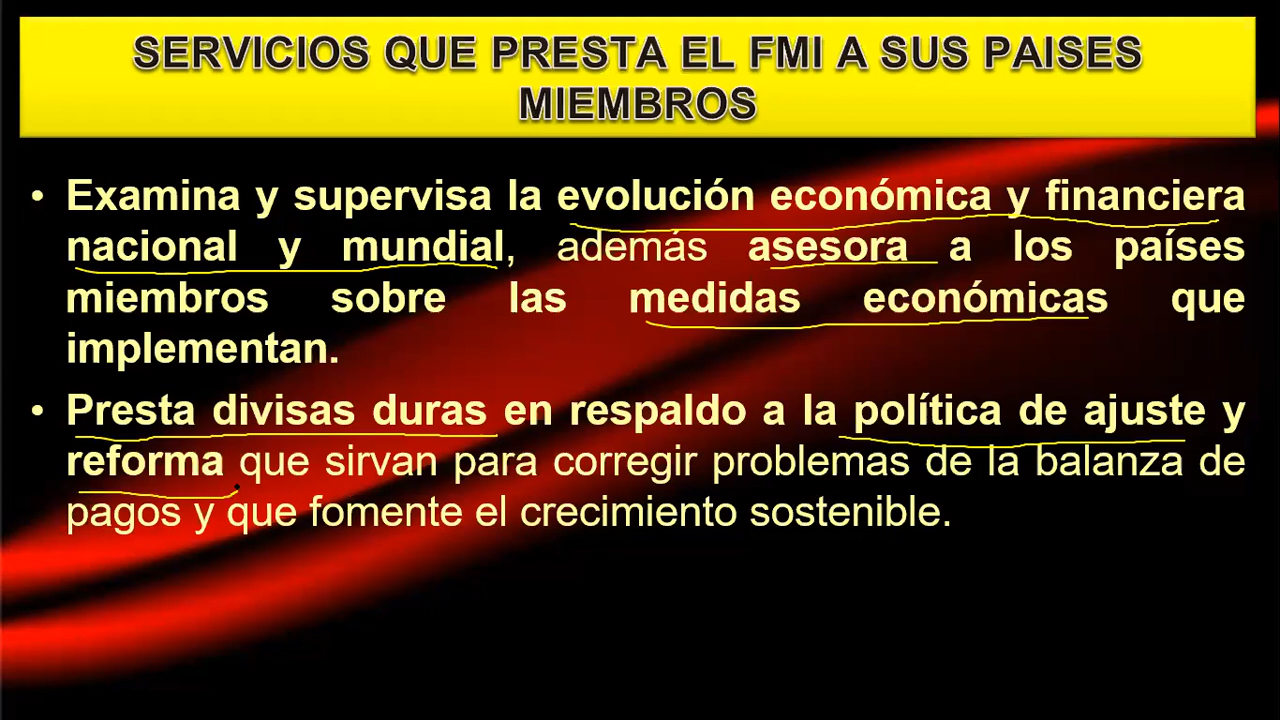 SERVICIOS QUE PRESTA EL FMI A SUS PAISES
MIEMBROS
• Examina y supervisa la evolución económica y financiera
nacional y mundial, además asesora a los países
miembros sobre las medidas económicas que
implementan.
• Presta divisas duras en respaldo a la política de ajuste y
reforma que sirvan para corregir problemas de la balanza de
pagos y que fomente el crecimiento sostenible.